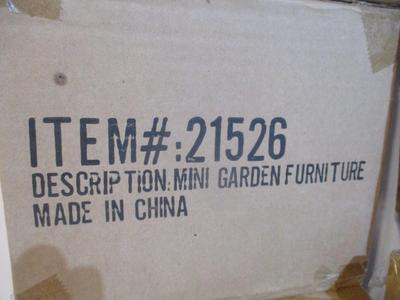 ITEM#:21526
DESCRIPTION: MINI GARDEN FURNITURE
MADE IN CHINA